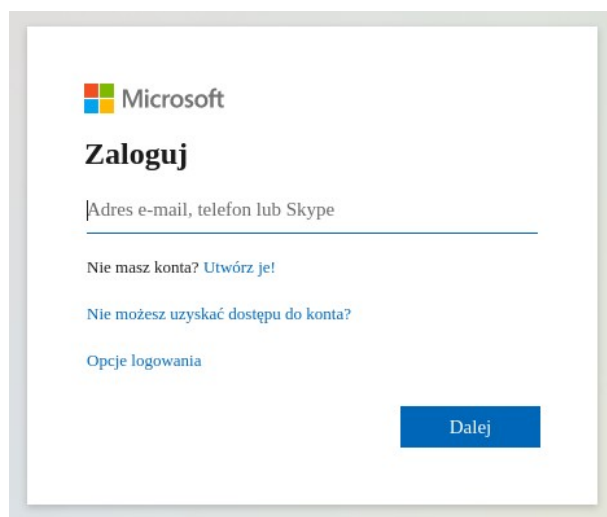 Microsoft
Zaloguj
Adres e-mail, telefon lub Skype
Nie masz konta? Utwórz je!
Nie możesz uzyskać dostępu do konta?
Opcje logowania
Dalej